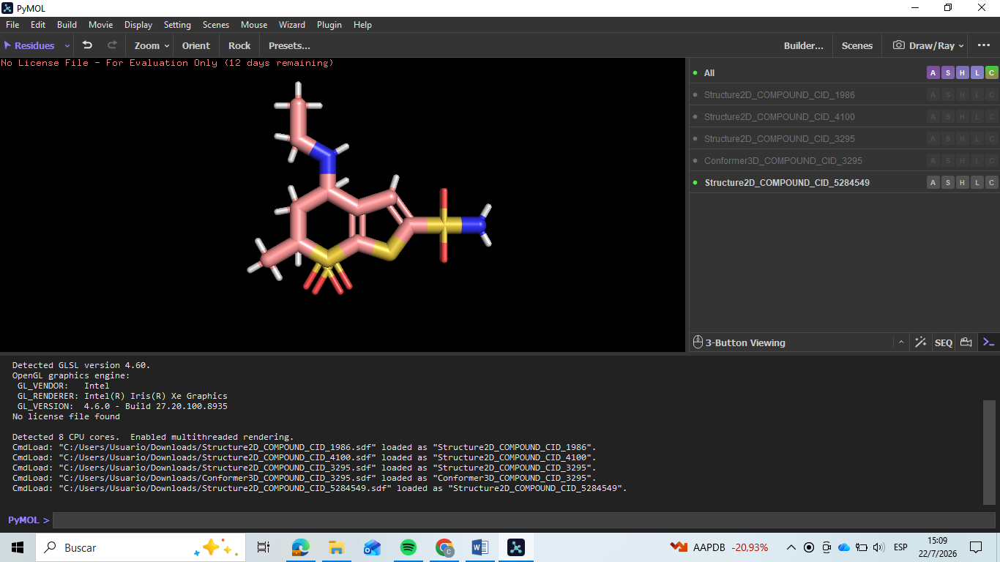 PyMOL
File Edit Build Movie Display Setting Scenes Mouse Wizard Plugin Help
Residues Zoom Orient Rock Presets... Builder... Scenes Draw/Ray
No License File - For Evaluation Only (12 days remaining)
All A S H L C
Structure2D_COMPOUND_CID_1986 A S H L C
Structure2D_COMPOUND_CID_4100 A S H L C
Structure2D_COMPOUND_CID_3295 A S H L C
Conformer3D_COMPOUND_CID_3295 A S H L C
Structure2D_COMPOUND_CID_5284549 A S H L C
3-Button Viewing SEQ
Detected GLSL version 4.60.
OpenGL graphics engine:
GL_VENDOR: Intel
GL_RENDERER: Intel(R) Iris(R) Xe Graphics
GL_VERSION: 4.6.0 - Build 27.20.100.8935
No license file found
Detected 8 CPU cores. Enabled multithreaded rendering.
CmdLoad: "C:/Users/Usuario/Downloads/Structure2D_COMPOUND_CID_1986.sdf" loaded as "Structure2D_COMPOUND_CID_1986".
CmdLoad: "C:/Users/Usuario/Downloads/Structure2D_COMPOUND_CID_4100.sdf" loaded as "Structure2D_COMPOUND_CID_4100".
CmdLoad: "C:/Users/Usuario/Downloads/Structure2D_COMPOUND_CID_3295.sdf" loaded as "Structure2D_COMPOUND_CID_3295".
CmdLoad: "C:/Users/Usuario/Downloads/Conformer3D_COMPOUND_CID_3295.sdf" loaded as "Conformer3D_COMPOUND_CID_3295".
CmdLoad: "C:/Users/Usuario/Downloads/Structure2D_COMPOUND_CID_5284549.sdf" loaded as "Structure2D_COMPOUND_CID_5284549".
PyMOL >
Buscar AAPDB -20,93% ESP 15:09
22/7/2026